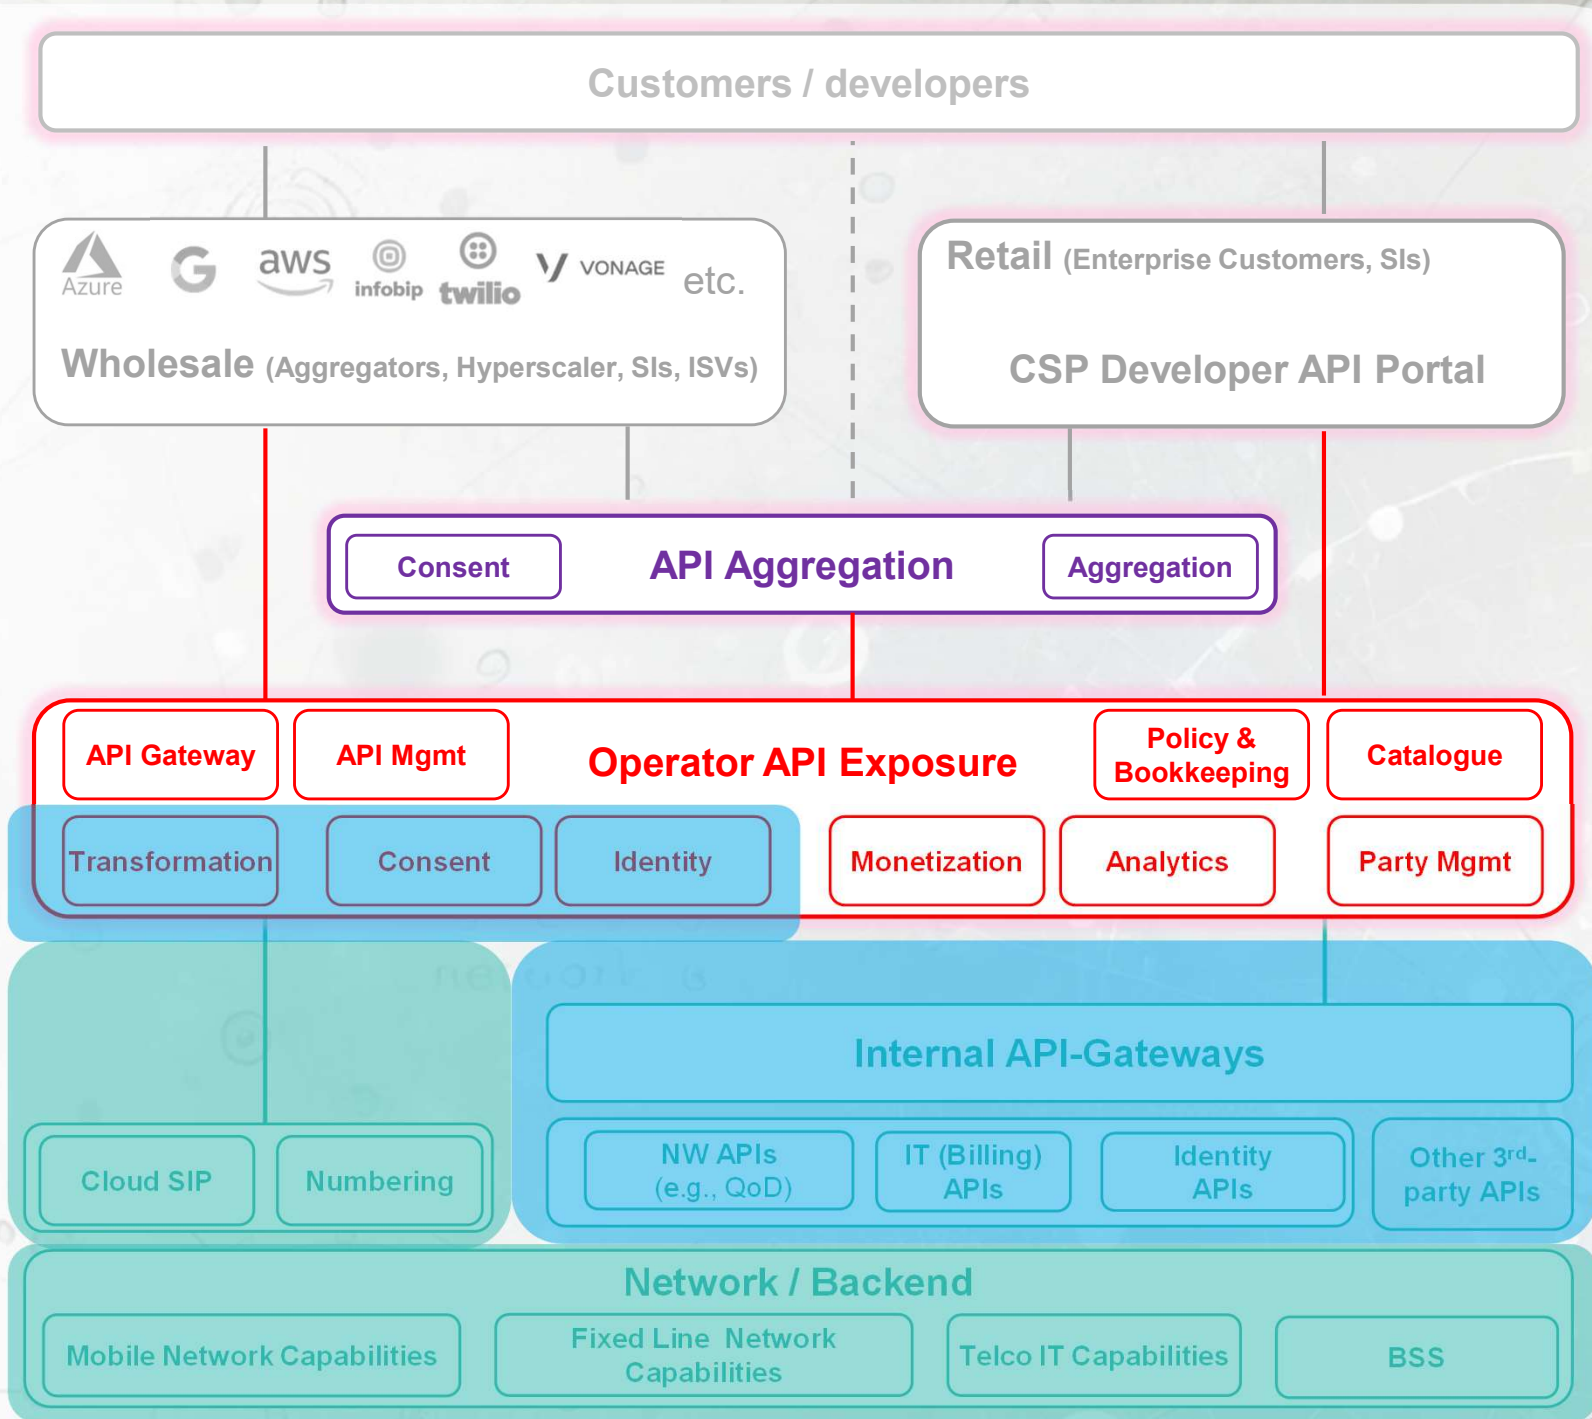 Customers / developers
Azure
G
aws
infobip
twilio
VONAGE
etc.
Wholesale (Aggregators, Hyperscaler, SIs, ISVs)
Retail (Enterprise Customers, SIs)
CSP Developer API Portal
Consent
API Aggregation
Aggregation
API Gateway
API Mgmt
Operator API Exposure
Policy &
Bookkeeping
Catalogue
Transformation
Consent
Identity
Monetization
Analytics
Party Mgmt
Internal API-Gateways
Cloud SIP
Numbering
NW APIs
(e.g., QoD)
IT (Billing)
APIs
Identity
APIs
Other 3rd-
party APIs
Network / Backend
Mobile Network Capabilities
Fixed Line Network
Capabilities
Telco IT Capabilities
BSS